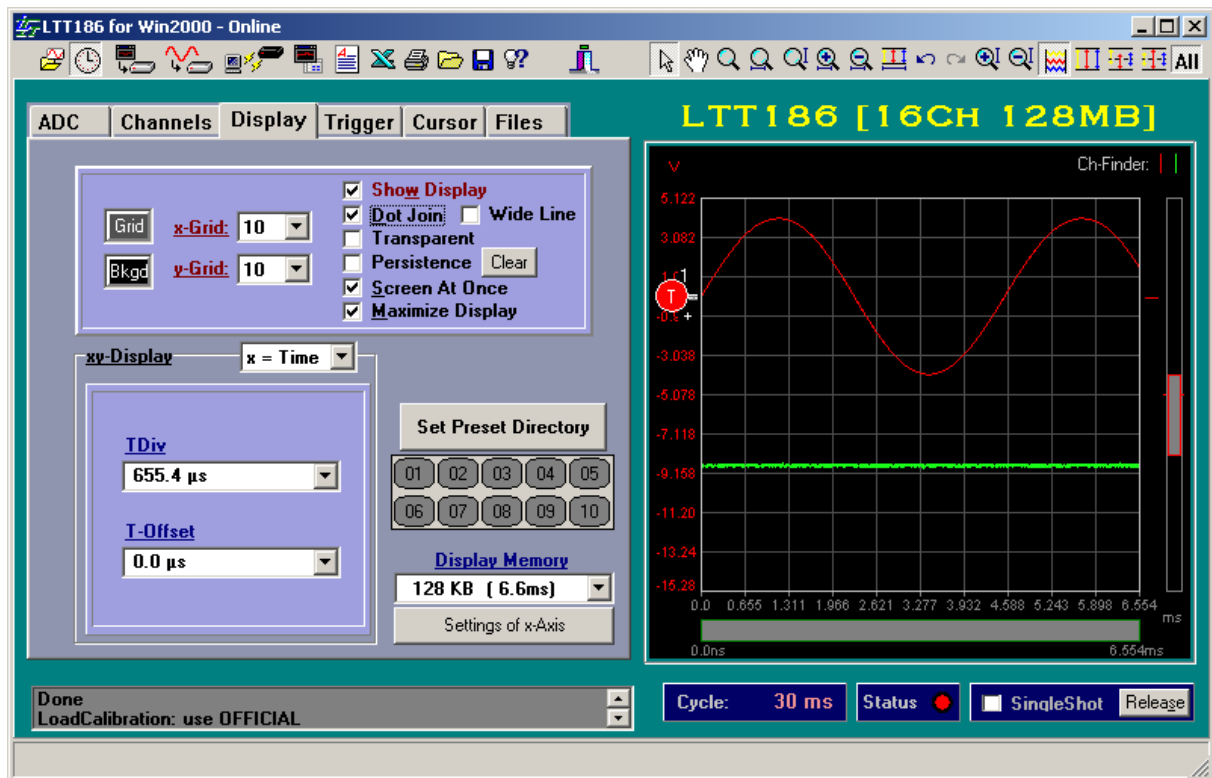 LTT186 for Win2000 - Online
All
ADC Channels Display Trigger Cursor Files
LTT186 [16CH 128MB]
Grid
Bkgd
x-Grid: 10
y-Grid: 10
Show Display
Dot Join Wide Line
Transparent
Persistence Clear
Screen At Once
Maximize Display
xy-Display x = Time
TDiv
655.4 µs
T-Offset
0.0 µs
Set Preset Directory
01 02 03 04 05
06 07 08 09 10
Display Memory
128 KB ( 6.6ms)
Settings of x-Axis
V
Ch-Finder:
5.122
3.082
1
T
-3.038
-5.078
-7.118
-9.158
-11.20
-13.24
-15.28
0.0 0.655 1.311 1.966 2.621 3.277 3.932 4.588 5.243 5.898 6.554
ms
0.0ns 6.554ms
Done
LoadCalibration: use OFFICIAL
Cycle: 30 ms
Status
SingleShot Release